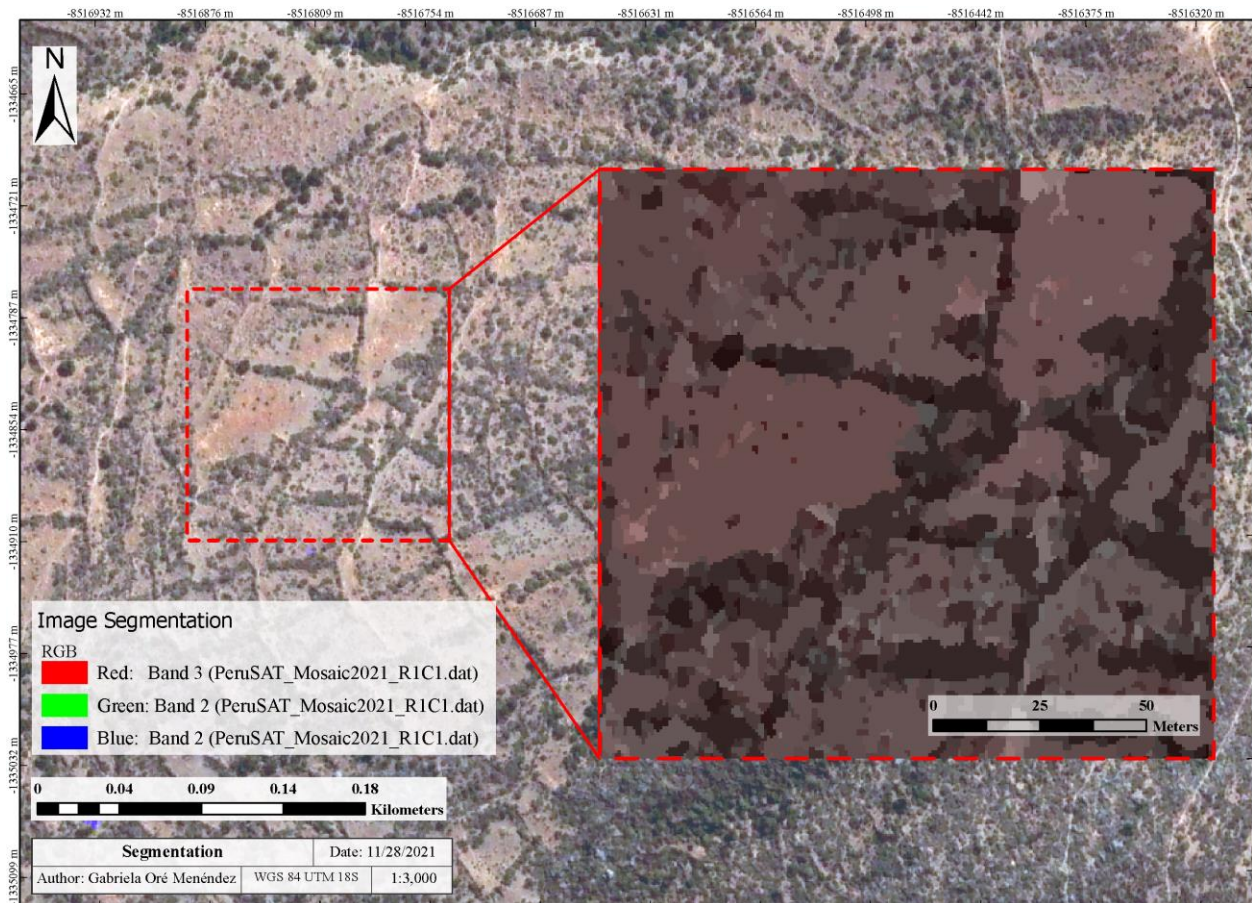 -8516932 m -8516876 m -8516809 m -8516754 m -8516687 m -8516631 m -8516564 m -8516498 m -8516442 m -8516375 m -8516320 m
N
-1334665 m
-1334721 m
-1334787 m
-1334854 m
-1334910 m
-1334977 m
-1335032 m
-1335099 m
0 25 50
Meters
Image Segmentation
RGB
Red: Band 3 (PeruSAT_Mosaic2021_R1C1.dat)
Green: Band 2 (PeruSAT_Mosaic2021_R1C1.dat)
Blue: Band 2 (PeruSAT_Mosaic2021_R1C1.dat)
0 0.04 0.09 0.14 0.18
Kilometers
Segmentation Date: 11/28/2021
Author: Gabriela Oré Menéndez WGS 84 UTM 18S 1:3,000